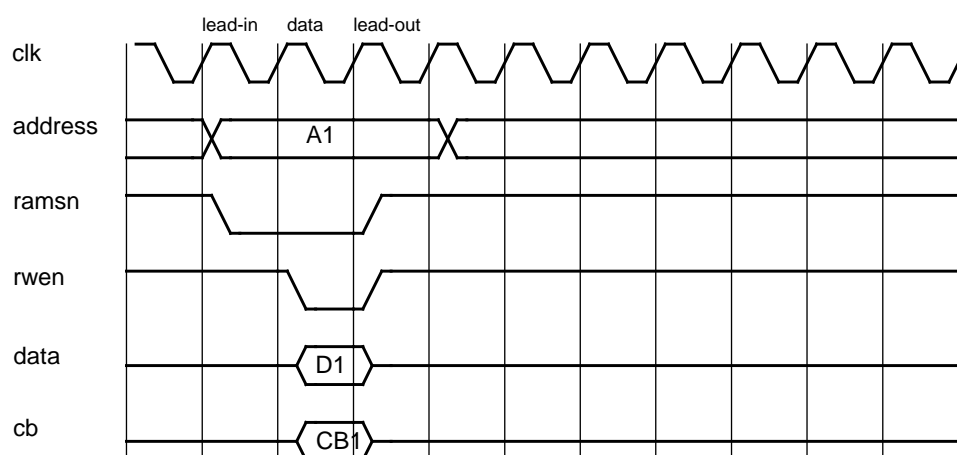 lead-in data lead-out
clk
address A1
ramsn
rwen
data D1
cb CB1